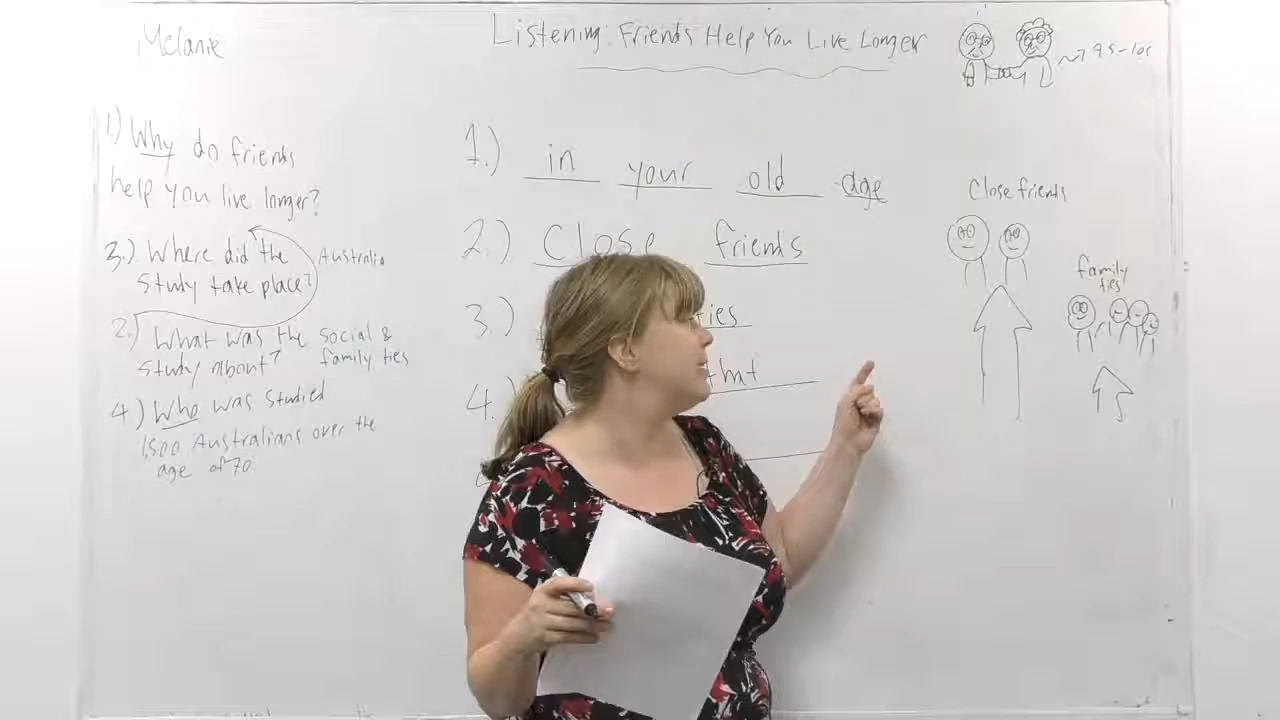 Melanie
Listening: Friends Help You Live Longer
1.) Why do friends
help you live longer?
3.) Where did the
study take place?
Australia
2.) What was the
study about?
social &
family ties
4.) Who was studied
1,500 Australians over the
age of 70.
1.) in your old age
2.) Close friends
3.) ties
4.) that
Close friends
family
ties